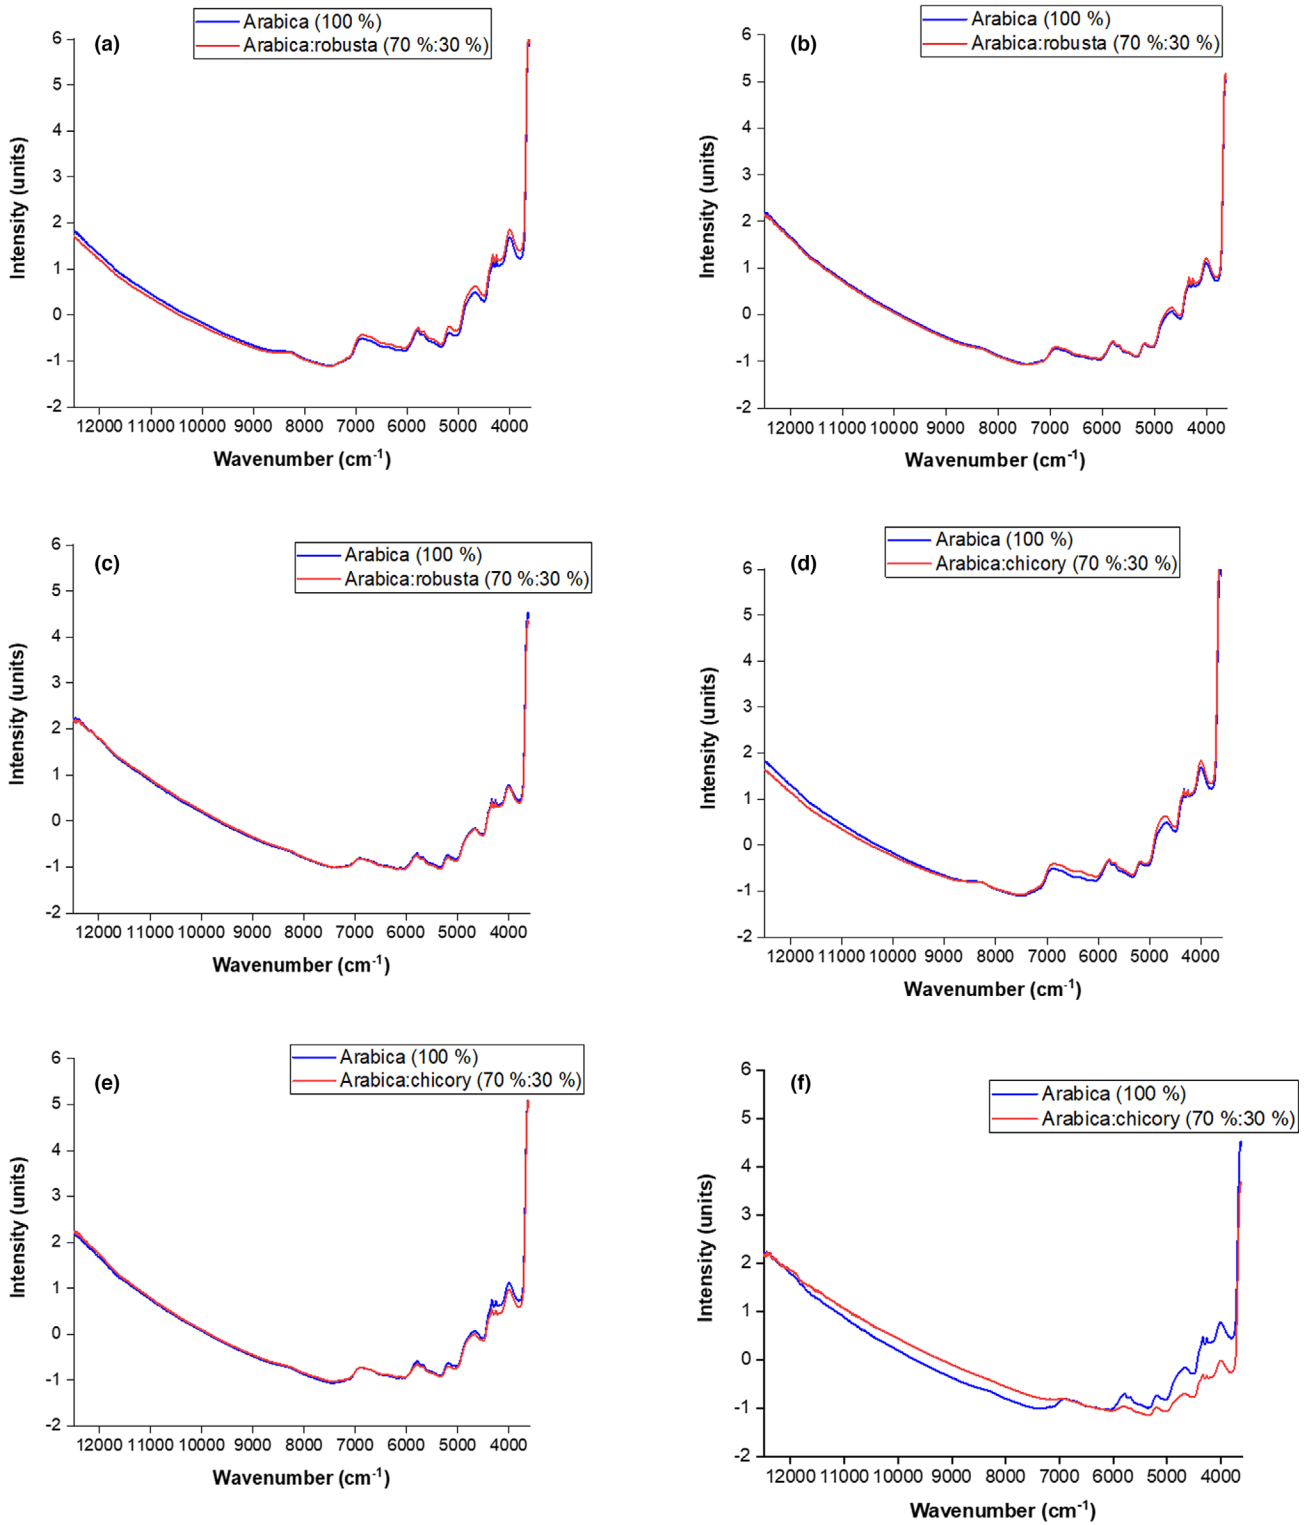 Arabica (100 %)
Arabica:robusta (70 %:30 %)
(a)
6
5
4
3
2
1
0
-1
-2
Intensity (units)
12000 11000 10000 9000 8000 7000 6000 5000 4000
Wavenumber (cm-1)
Arabica (100 %)
Arabica:robusta (70 %:30 %)
(b)
6
5
4
3
2
1
0
-1
-2
Intensity (units)
12000 11000 10000 9000 8000 7000 6000 5000 4000
Wavenumber (cm-1)
Arabica (100 %)
Arabica:robusta (70 %:30 %)
(c)
6
5
4
3
2
1
0
-1
-2
Intensity (units)
12000 11000 10000 9000 8000 7000 6000 5000 4000
Wavenumber (cm-1)
Arabica (100 %)
Arabica:chicory (70 %:30 %)
(d)
6
5
4
3
2
1
0
-1
-2
Intensity (units)
12000 11000 10000 9000 8000 7000 6000 5000 4000
Wavenumber (cm-1)
Arabica (100 %)
Arabica:chicory (70 %:30 %)
(e)
6
5
4
3
2
1
0
-1
-2
Intensity (units)
12000 11000 10000 9000 8000 7000 6000 5000 4000
Wavenumber (cm-1)
Arabica (100 %)
Arabica:chicory (70 %:30 %)
(f)
6
5
4
3
2
1
0
-1
-2
Intensity (units)
12000 11000 10000 9000 8000 7000 6000 5000 4000
Wavenumber (cm-1)